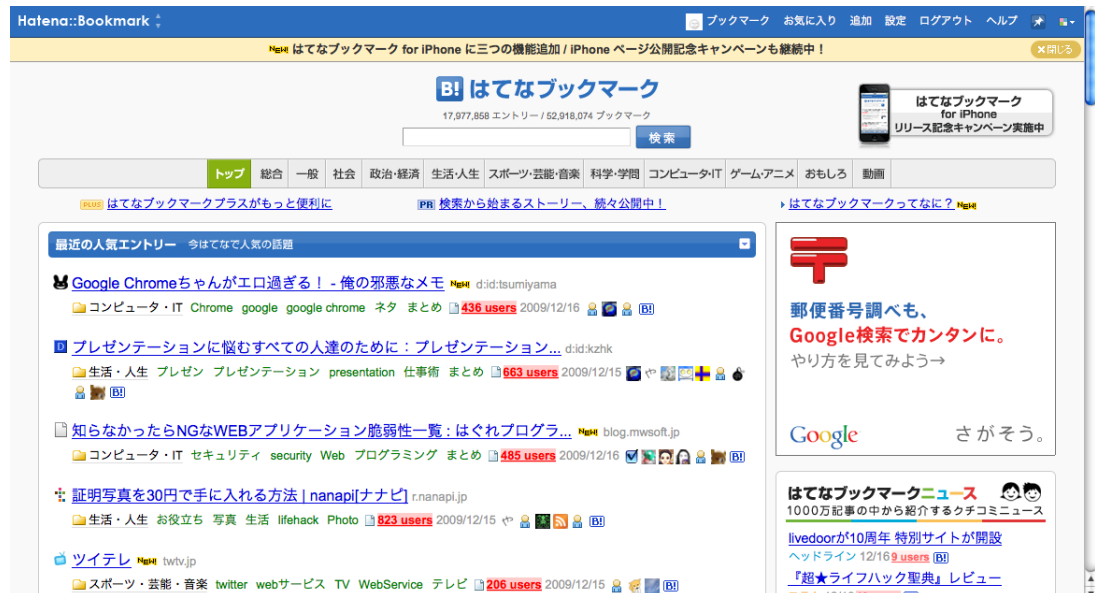 Hatena::Bookmark
ブックマーク お気に入り 追加 設定 ログアウト ヘルプ
NEW! はてなブックマーク for iPhone に三つの機能追加 / iPhone ページ公開記念キャンペーンも継続中！
×閉じる
B! はてなブックマーク
17,977,858 エントリー / 52,918,074 ブックマーク
検索
はてなブックマーク
for iPhone
リリース記念キャンペーン実施中
トップ 総合 一般 社会 政治・経済 生活・人生 スポーツ・芸能・音楽 科学・学問 コンピュータ・IT ゲーム・アニメ おもしろ 動画
PLUS はてなブックマークプラスがもっと便利に
PR 検索から始まるストーリー、続々公開中！
はてなブックマークってなに？ NEW!
最近の人気エントリー 今はてなで人気の話題
Google Chromeちゃんがエロ過ぎる！ - 俺の邪悪なメモ NEW! d:id:tsumiyama
コンピュータ・IT Chrome google google chrome ネタ まとめ 436 users 2009/12/16 B!
D プレゼンテーションに悩むすべての人達のために：プレゼンテーション... d:id:kzhk
生活・人生 プレゼン プレゼンテーション presentation 仕事術 まとめ 663 users 2009/12/15
B!
知らなかったらNGなWEBアプリケーション脆弱性一覧 : はぐれプログラ... NEW! blog.mwsoft.jp
コンピュータ・IT セキュリティ security Web プログラミング まとめ 485 users 2009/12/16 B!
証明写真を30円で手に入れる方法 | nanapi[ナナピ] r.nanapi.jp
生活・人生 お役立ち 写真 生活 lifehack Photo 823 users 2009/12/15 B!
ツイテレ NEW! twtv.jp
スポーツ・芸能・音楽 twitter webサービス TV WebService テレビ 206 users 2009/12/15 B!
郵便番号調べも、
Google検索でカンタンに。
やり方を見てみよう→
Google さがそう。
はてなブックマークニュース
1000万記事の中から紹介するクチコミニュース
livedoorが10周年 特別サイトが開設
ヘッドライン 12/16 9 users B!
『超★ライフハック聖典』レビュー